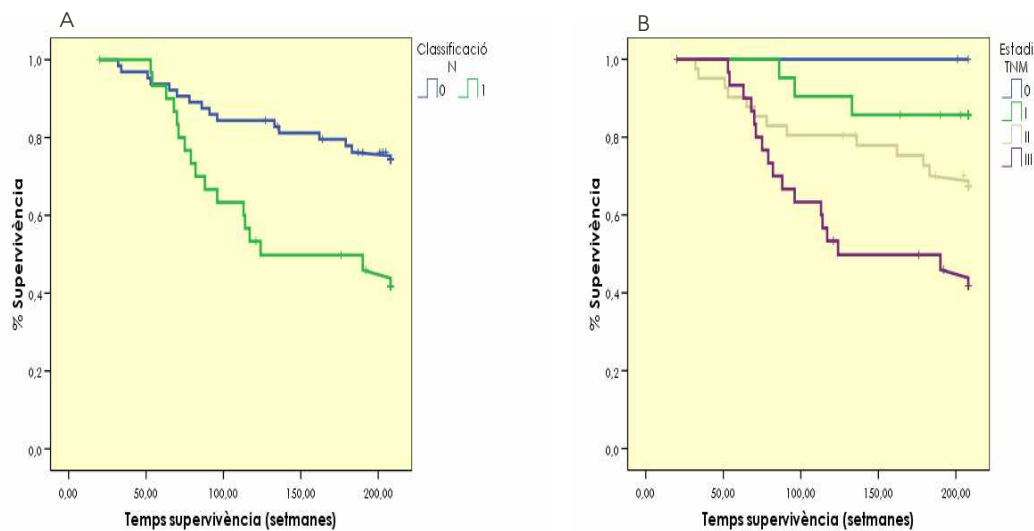 A
Classificació
N
0 1
% Supervivència
1,0
0,8
0,6
0,4
0,2
0,0
0,00 50,00 100,00 150,00 200,00
Temps supervivència (setmanes)
B
Estadi
TNM
0
I
II
III
% Supervivència
1,0
0,8
0,6
0,4
0,2
0,0
0,00 50,00 100,00 150,00 200,00
Temps supervivència (setmanes)